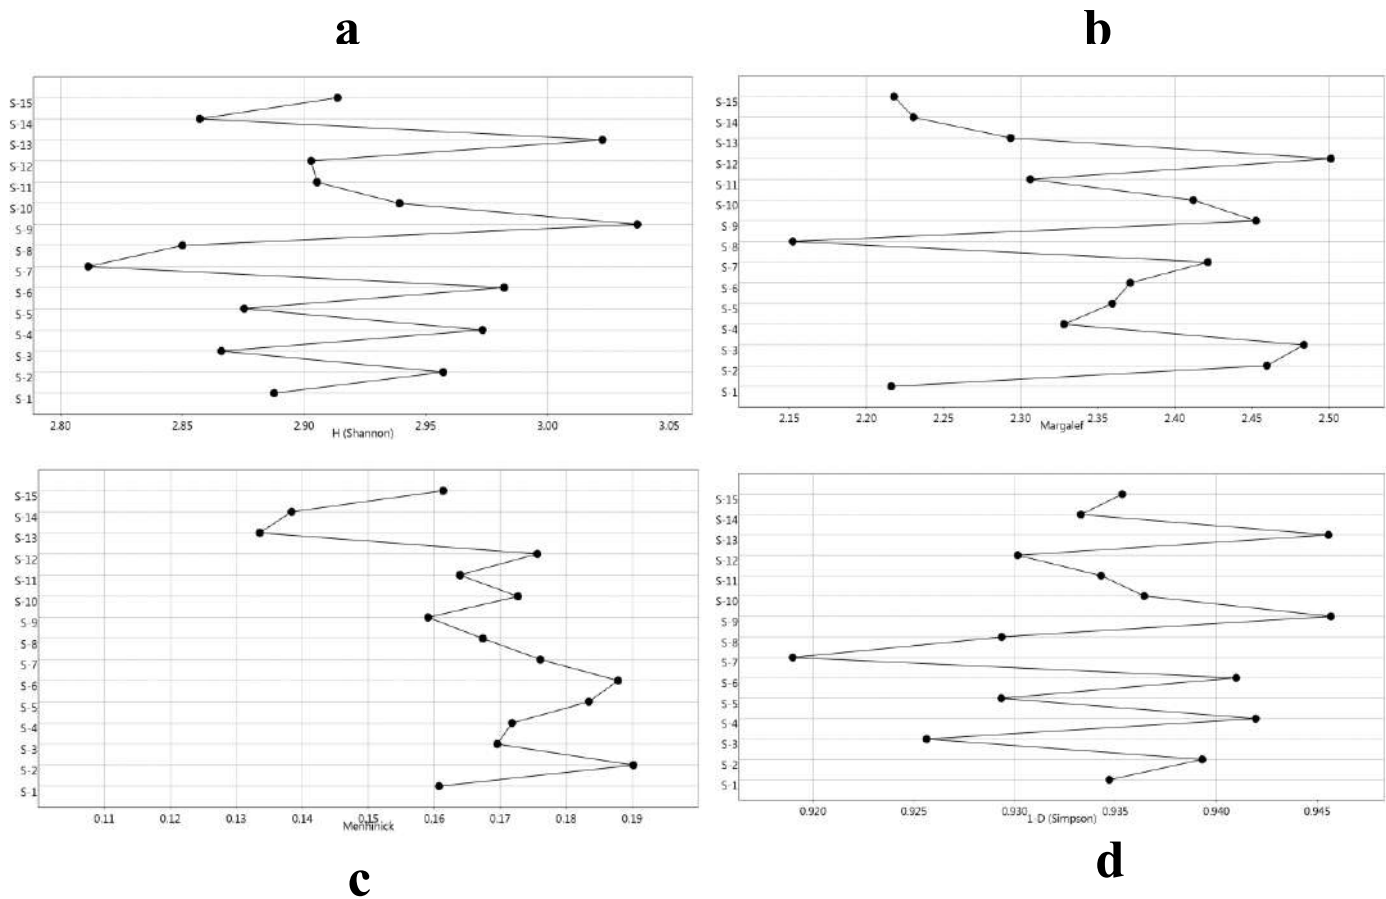 a
b
S-15
S-14
S-13
S-12
S-11
S-10
S-9
S-8
S-7
S-6
S-5
S-4
S-3
S-2
S-1
2.80 2.85 2.90 2.95 3.00 3.05
H (Shannon)
S-15
S-14
S-13
S-12
S-11
S-10
S-9
S-8
S-7
S-6
S-5
S-4
S-3
S-2
S-1
2.15 2.20 2.25 2.30 2.35 2.40 2.45 2.50
Margalef
S-15
S-14
S-13
S-12
S-11
S-10
S-9
S-8
S-7
S-6
S-5
S-4
S-3
S-2
S-1
0.11 0.12 0.13 0.14 0.15 0.16 0.17 0.18 0.19
Menhinick
S-15
S-14
S-13
S-12
S-11
S-10
S-9
S-8
S-7
S-6
S-5
S-4
S-3
S-2
S-1
0.920 0.925 0.930 0.935 0.940 0.945
1-D (Simpson)
c
d